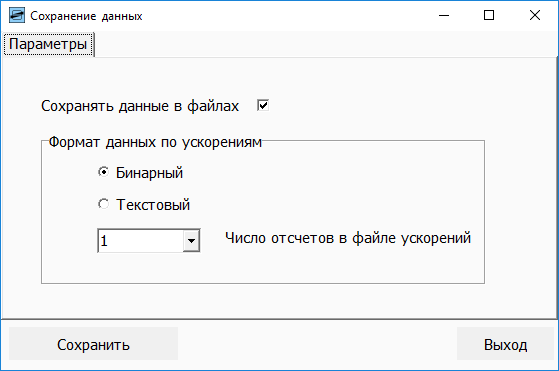 Сохранение данных
Параметры
Сохранять данные в файлах
Формат данных по ускорениям
Бинарный
Текстовый
1 Число отсчетов в файле ускорений
Сохранить Выход